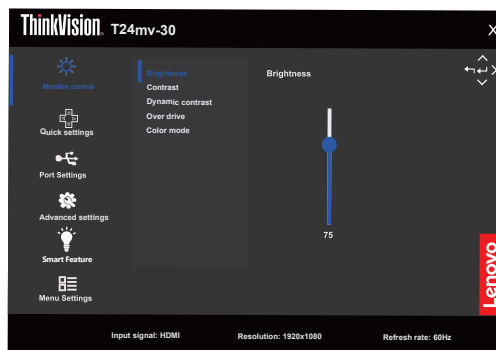 ThinkVision. T24mv-30 X
Monitor control
Quick settings
Port Settings
Advanced settings
Smart Feature
Menu Settings
Brightness
Contrast
Dynamic contrast
Over drive
Color mode
Brightness
75
Lenovo
Input signal: HDMI Resolution: 1920x1080 Refresh rate: 60Hz